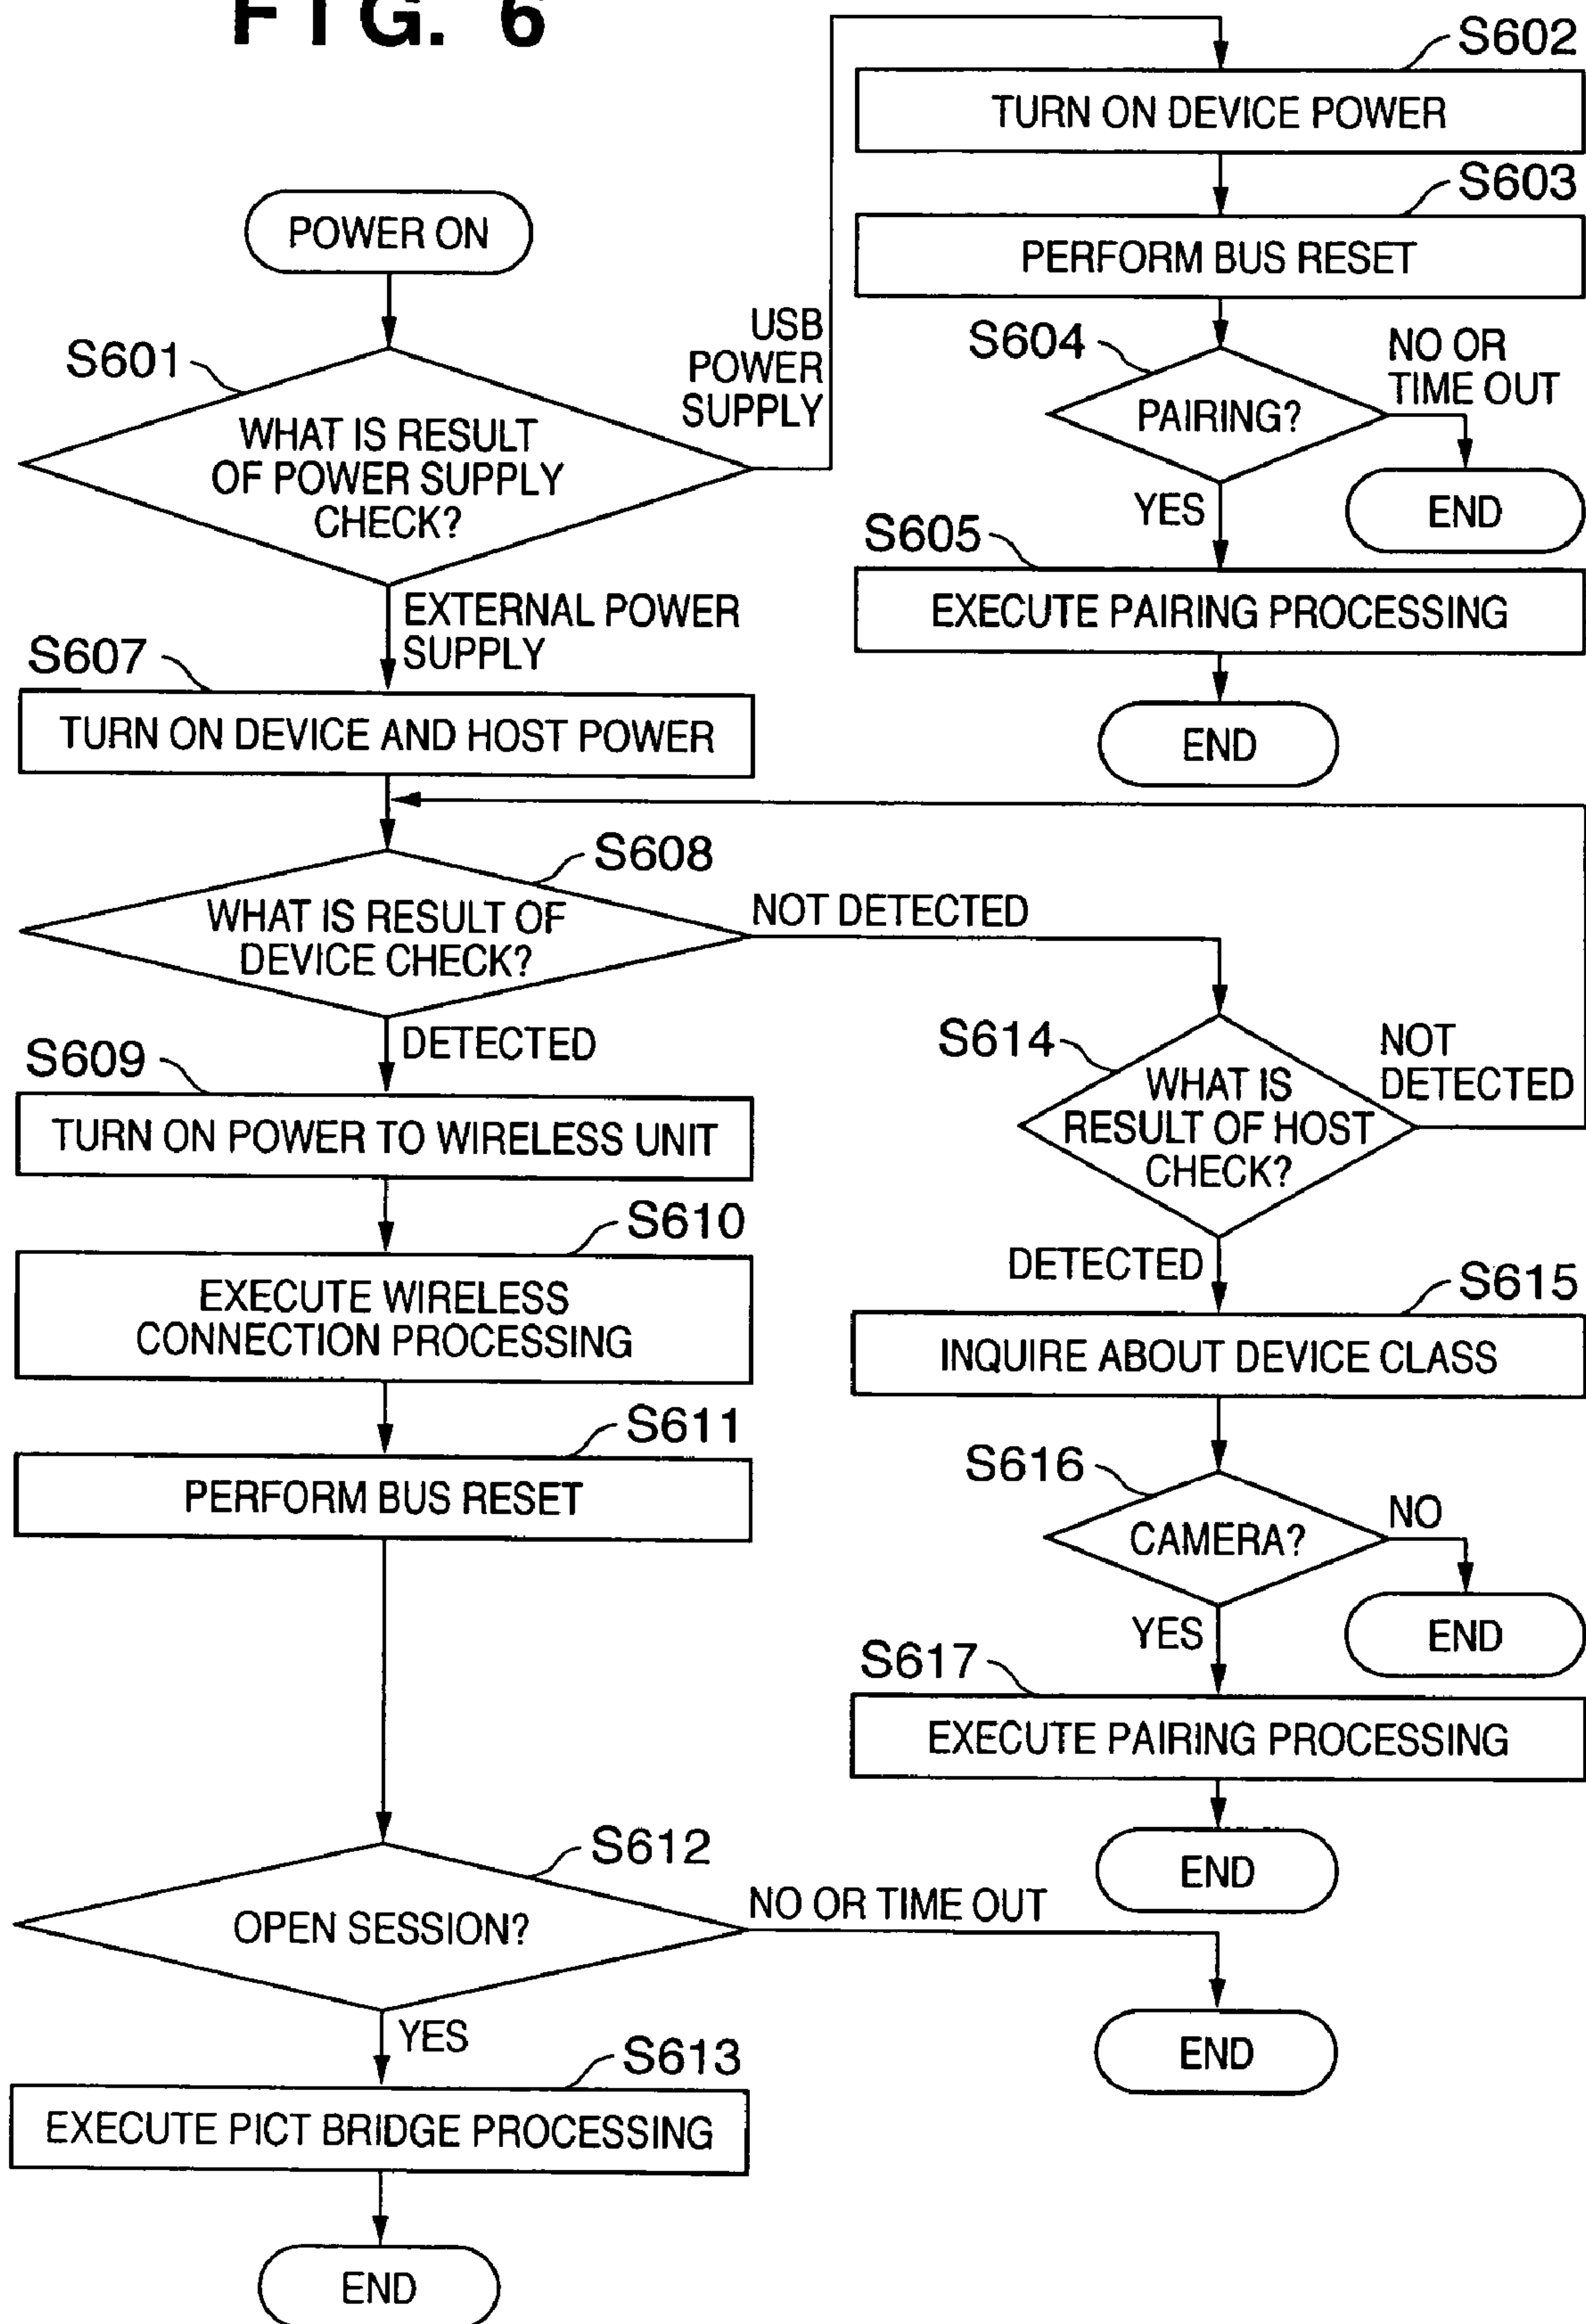 FIG. 6
POWER ON
S601
WHAT IS RESULT
OF POWER SUPPLY
CHECK?
USB
POWER
SUPPLY
EXTERNAL POWER
SUPPLY
S602
TURN ON DEVICE POWER
S603
PERFORM BUS RESET
S604
PAIRING?
NO OR
TIME OUT
END
YES
S605
EXECUTE PAIRING PROCESSING
END
S607
TURN ON DEVICE AND HOST POWER
S608
WHAT IS RESULT OF
DEVICE CHECK?
NOT DETECTED
DETECTED
S609
TURN ON POWER TO WIRELESS UNIT
S610
EXECUTE WIRELESS
CONNECTION PROCESSING
S611
PERFORM BUS RESET
S612
OPEN SESSION?
NO OR TIME OUT
END
YES
S613
EXECUTE PICT BRIDGE PROCESSING
END
S614
WHAT IS
RESULT OF HOST
CHECK?
NOT
DETECTED
DETECTED
S615
INQUIRE ABOUT DEVICE CLASS
S616
CAMERA?
NO
END
YES
S617
EXECUTE PAIRING PROCESSING
END